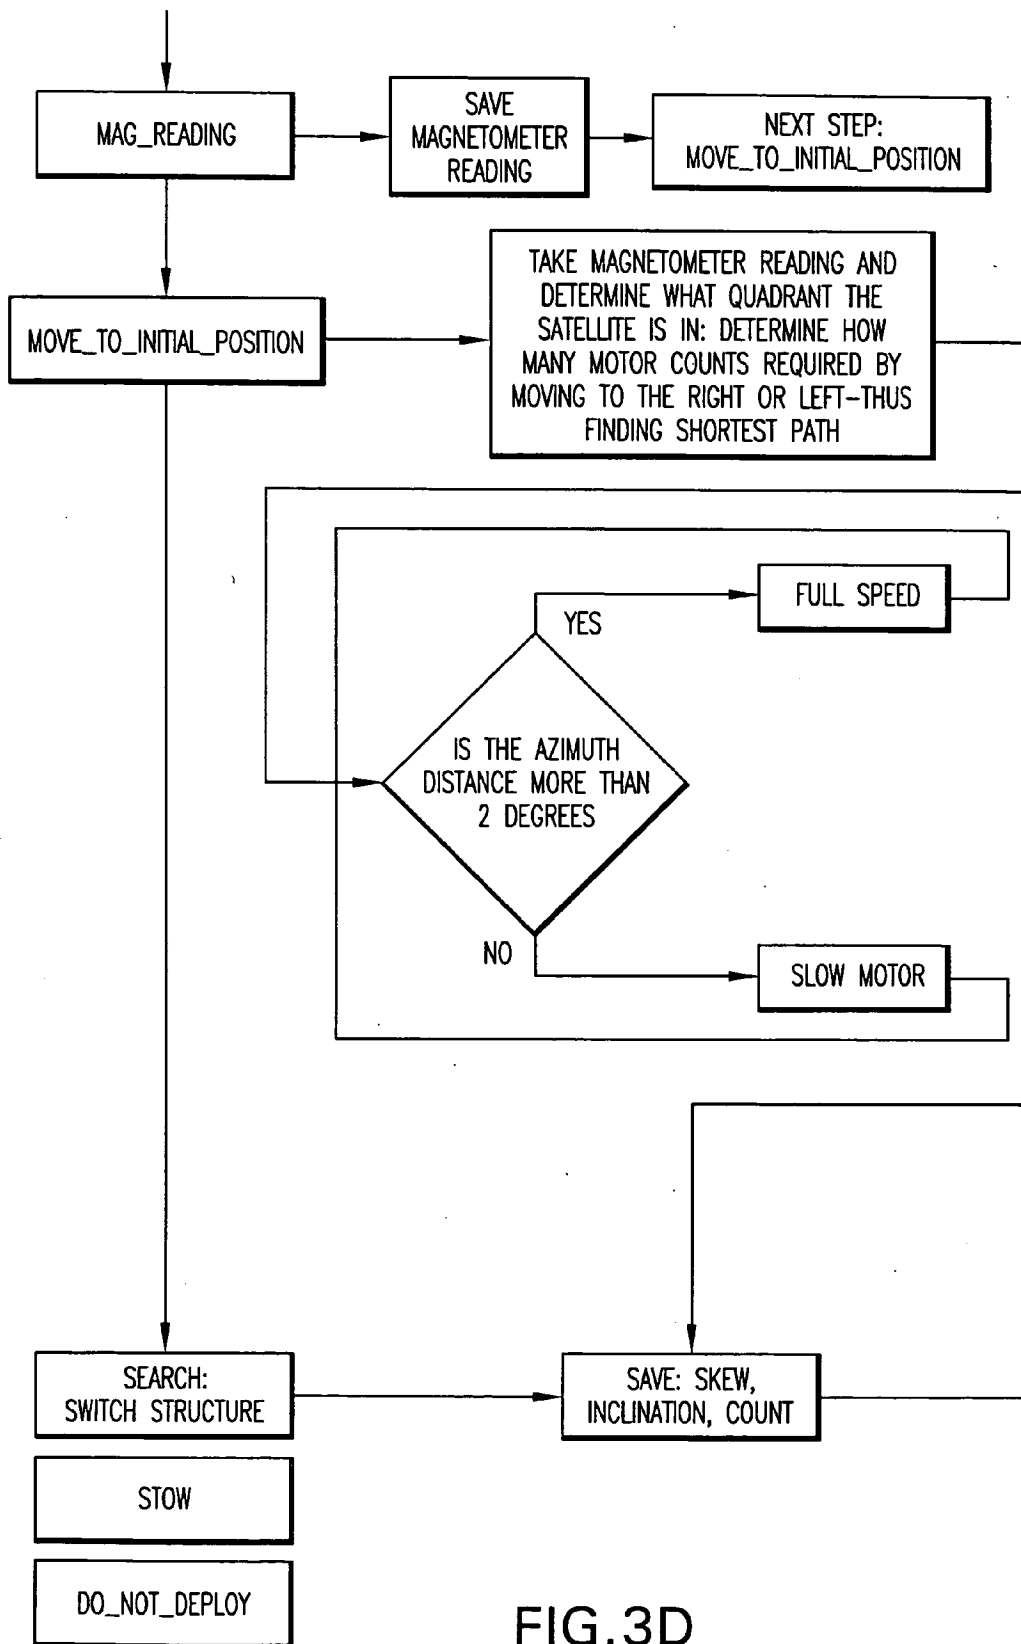 MAG_READING
SAVE
MAGNETOMETER
READING
NEXT STEP:
MOVE_TO_INITIAL_POSITION
MOVE_TO_INITIAL_POSITION
TAKE MAGNETOMETER READING AND
DETERMINE WHAT QUADRANT THE
SATELLITE IS IN: DETERMINE HOW
MANY MOTOR COUNTS REQUIRED BY
MOVING TO THE RIGHT OR LEFT-THUS
FINDING SHORTEST PATH
FULL SPEED
YES
IS THE AZIMUTH
DISTANCE MORE THAN
2 DEGREES
NO
SLOW MOTOR
SEARCH:
SWITCH STRUCTURE
SAVE: SKEW,
INCLINATION, COUNT
STOW
DO_NOT_DEPLOY
FIG.3D